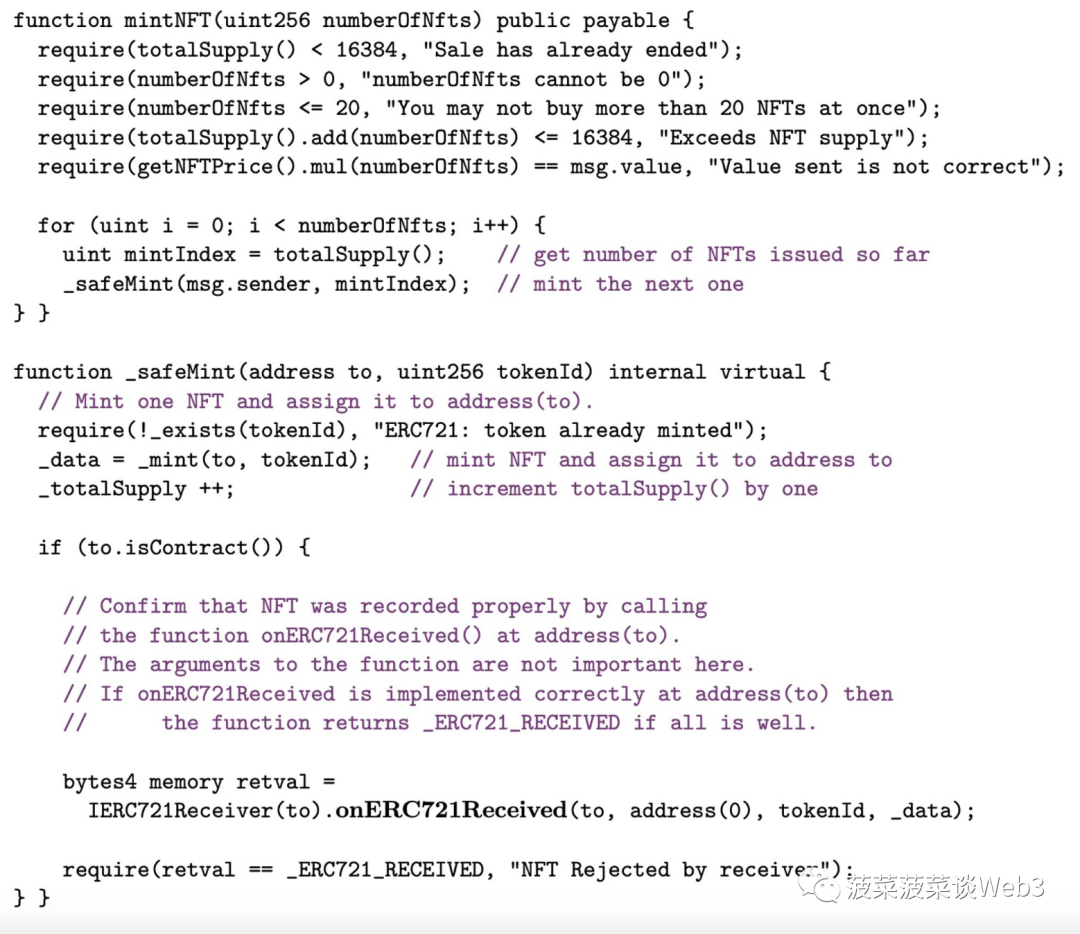 function mintNFT(uint256 numberOfNfts) public payable {
  require(totalSupply() < 16384, "Sale has already ended");
  require(numberOfNfts > 0, "numberOfNfts cannot be 0");
  require(numberOfNfts <= 20, "You may not buy more than 20 NFTs at once");
  require(totalSupply().add(numberOfNfts) <= 16384, "Exceeds NFT supply");
  require(getNFTPrice().mul(numberOfNfts) == msg.value, "Value sent is not correct");

  for (uint i = 0; i < numberOfNfts; i++) {
    uint mintIndex = totalSupply();    // get number of NFTs issued so far
    _safeMint(msg.sender, mintIndex);  // mint the next one
} }

function _safeMint(address to, uint256 tokenId) internal virtual {
  // Mint one NFT and assign it to address(to).
  require(!_exists(tokenId), "ERC721: token already minted");
  _data = _mint(to, tokenId);   // mint NFT and assign it to address to
  _totalSupply ++;              // increment totalSupply() by one

  if (to.isContract()) {

    // Confirm that NFT was recorded properly by calling
    // the function onERC721Received() at address(to).
    // The arguments to the function are not important here.
    // If onERC721Received is implemented correctly at address(to) then
    //      the function returns _ERC721_RECEIVED if all is well.

    bytes4 memory retval =
      IERC721Receiver(to).onERC721Received(to, address(0), tokenId, _data);

    require(retval == _ERC721_RECEIVED, "NFT Rejected by receiver");
} }
菠菜菠菜谈Web3